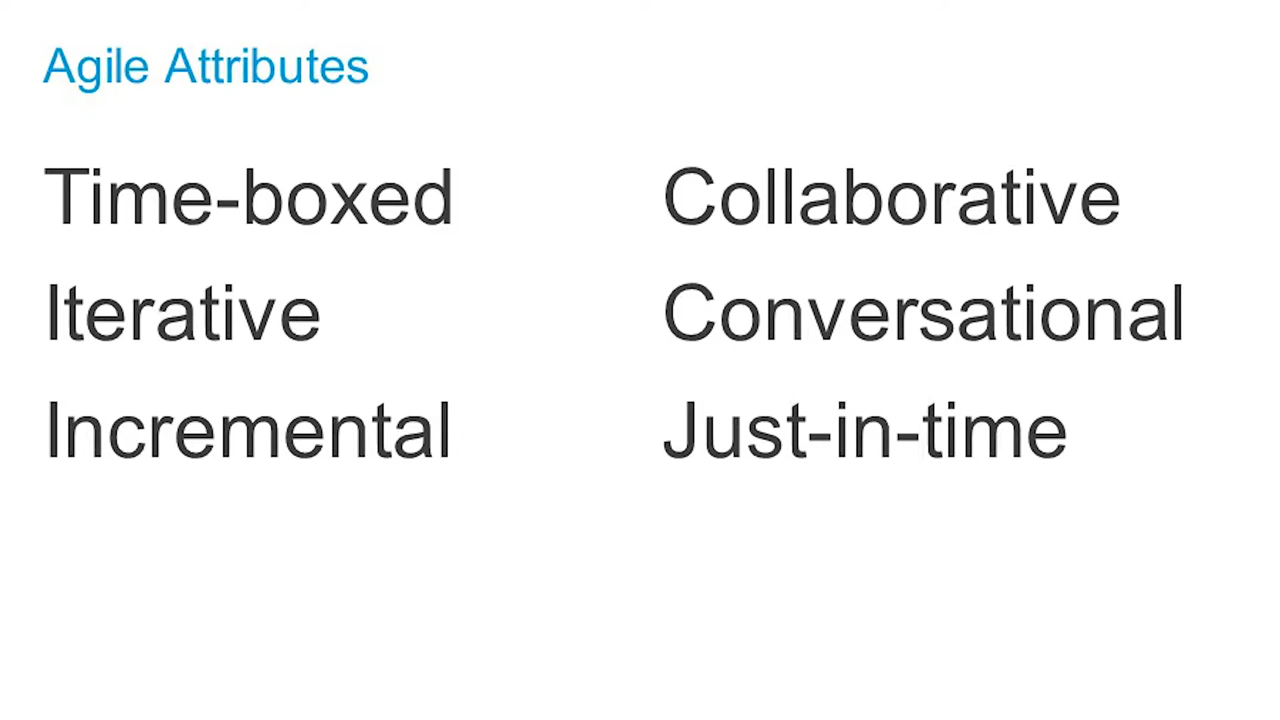 Agile Attributes
Time-boxed
Iterative
Incremental
Collaborative
Conversational
Just-in-time